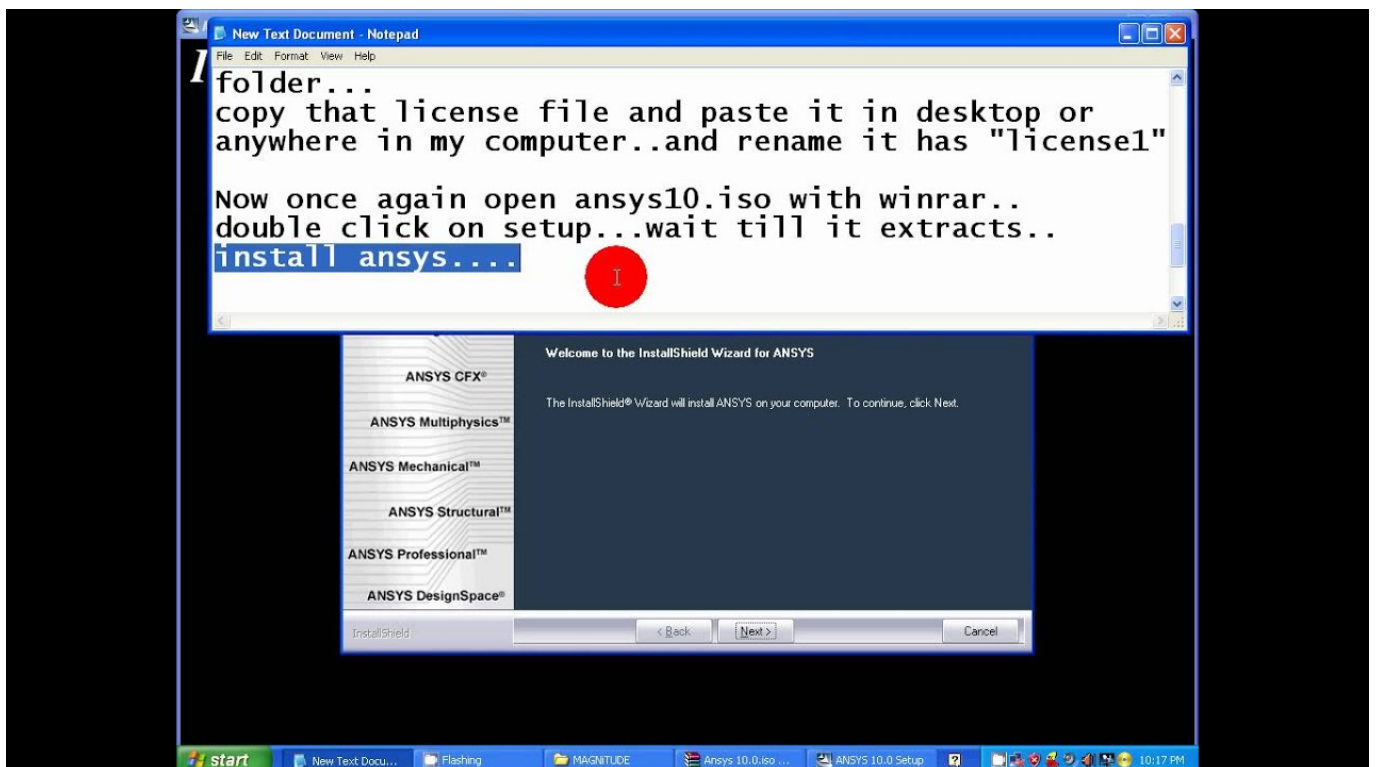 New Text Document - Notepad
File Edit Format View Help
folder...
copy that license file and paste it in desktop or
anywhere in my computer..and rename it has "license1"
Now once again open ansys10.iso with winrar..
double click on setup...wait till it extracts..
install ansys....
Welcome to the InstallShield Wizard for ANSYS
The InstallShield® Wizard will install ANSYS on your computer. To continue, click Next.
ANSYS CFX®
ANSYS Multiphysics™
ANSYS Mechanical™
ANSYS Structural™
ANSYS Professional™
ANSYS DesignSpace®
InstallShield
< Back Next > Cancel
start New Text Docu... Flashing MAGNITUDE Ansys 10.0.iso ... ANSYS 10.0 Setup 10:17 PM